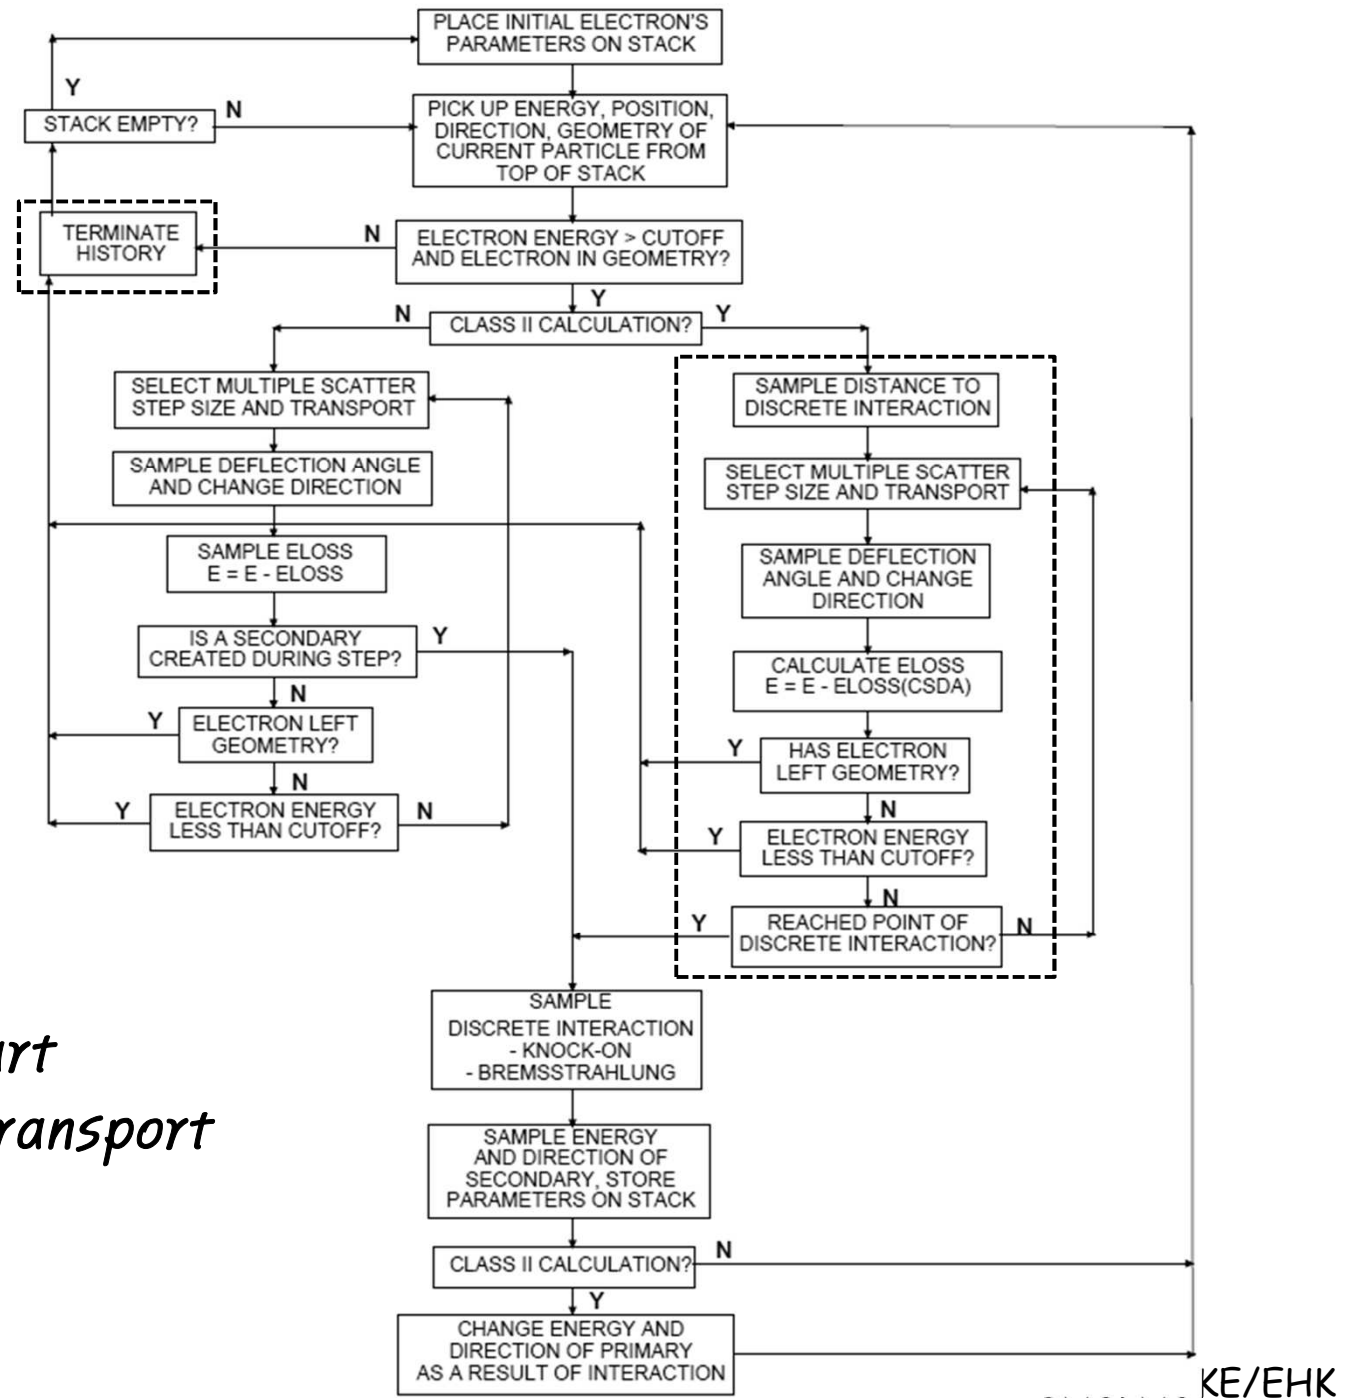 PLACE INITIAL ELECTRON'S
PARAMETERS ON STACK
Y
STACK EMPTY?
N
PICK UP ENERGY, POSITION,
DIRECTION, GEOMETRY OF
CURRENT PARTICLE FROM
TOP OF STACK
TERMINATE
HISTORY
N
ELECTRON ENERGY > CUTOFF
AND ELECTRON IN GEOMETRY?
Y
N
CLASS II CALCULATION?
Y
SELECT MULTIPLE SCATTER
STEP SIZE AND TRANSPORT
SAMPLE DEFLECTION ANGLE
AND CHANGE DIRECTION
SAMPLE ELOSS
E = E - ELOSS
IS A SECONDARY
CREATED DURING STEP?
Y
N
Y
ELECTRON LEFT
GEOMETRY?
N
Y
ELECTRON ENERGY
LESS THAN CUTOFF?
N
SAMPLE DISTANCE TO
DISCRETE INTERACTION
SELECT MULTIPLE SCATTER
STEP SIZE AND TRANSPORT
SAMPLE DEFLECTION
ANGLE AND CHANGE
DIRECTION
CALCULATE ELOSS
E = E - ELOSS(CSDA)
Y
HAS ELECTRON
LEFT GEOMETRY?
N
Y
ELECTRON ENERGY
LESS THAN CUTOFF?
N
Y
REACHED POINT OF
DISCRETE INTERACTION?
N
SAMPLE
DISCRETE INTERACTION
- KNOCK-ON
- BREMSSTRAHLUNG
SAMPLE ENERGY
AND DIRECTION OF
SECONDARY, STORE
PARAMETERS ON STACK
CLASS II CALCULATION?
N
Y
CHANGE ENERGY AND
DIRECTION OF PRIMARY
AS A RESULT OF INTERACTION
art
ransport
KE/EHK